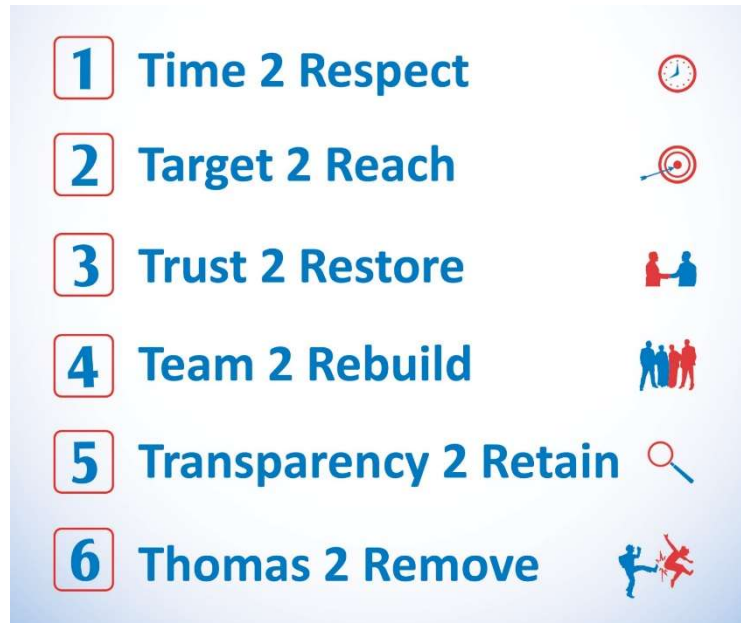 1 Time 2 Respect
2 Target 2 Reach
3 Trust 2 Restore
4 Team 2 Rebuild
5 Transparency 2 Retain
6 Thomas 2 Remove